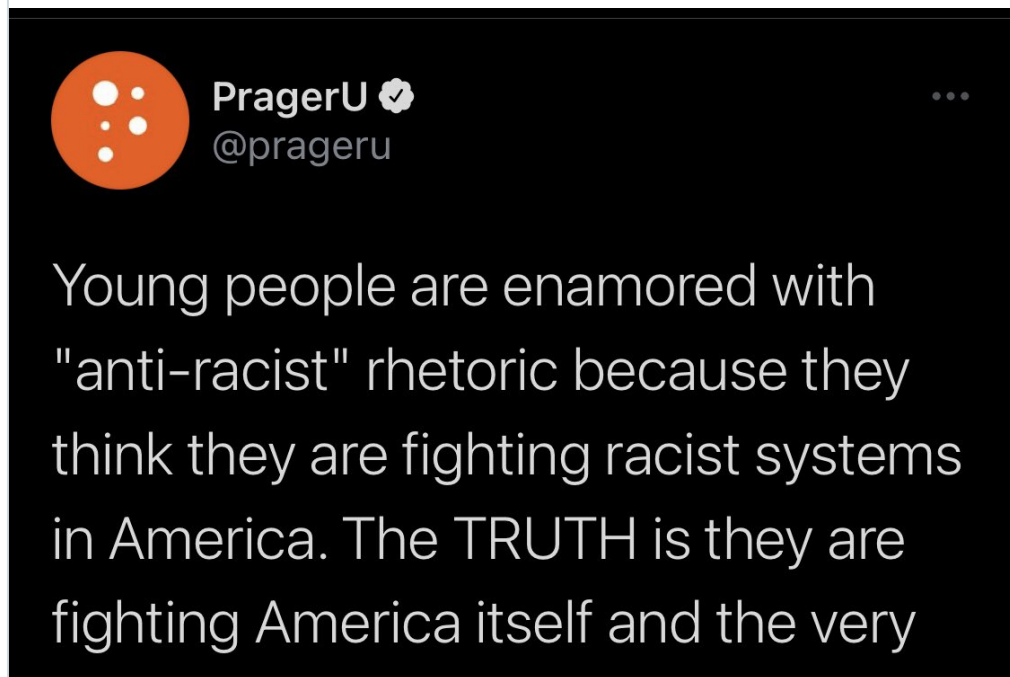 PragerU
@prageru
Young people are enamored with
"anti-racist" rhetoric because they
think they are fighting racist systems
in America. The TRUTH is they are
fighting America itself and the very